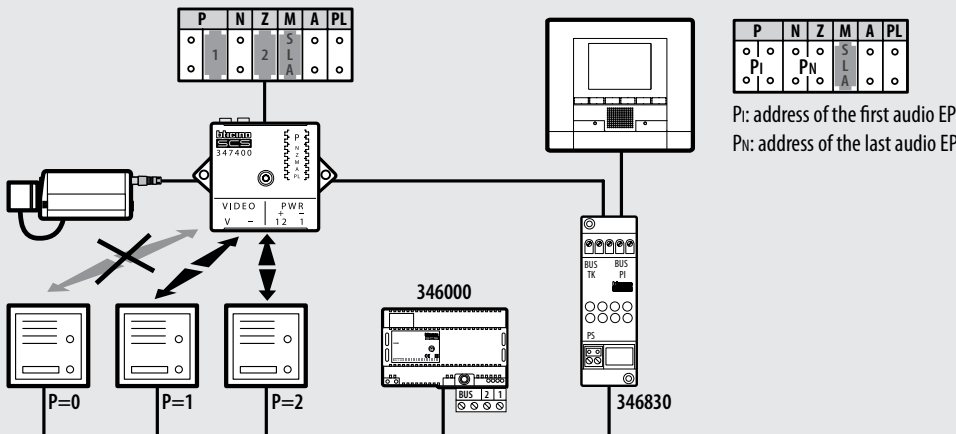 P N Z M A PL
1 2 S L A
P N Z M A PL
PI PN S L A
PI: address of the first audio EP
PN: address of the last audio EP
bticino
SCS
347400
P
N
Z
M
A
PL
VIDEO PWR
V – + –
12 1
BUS TK
BUS PI
PS
346000
BUS 2 1
346830
P=0
P=1
P=2